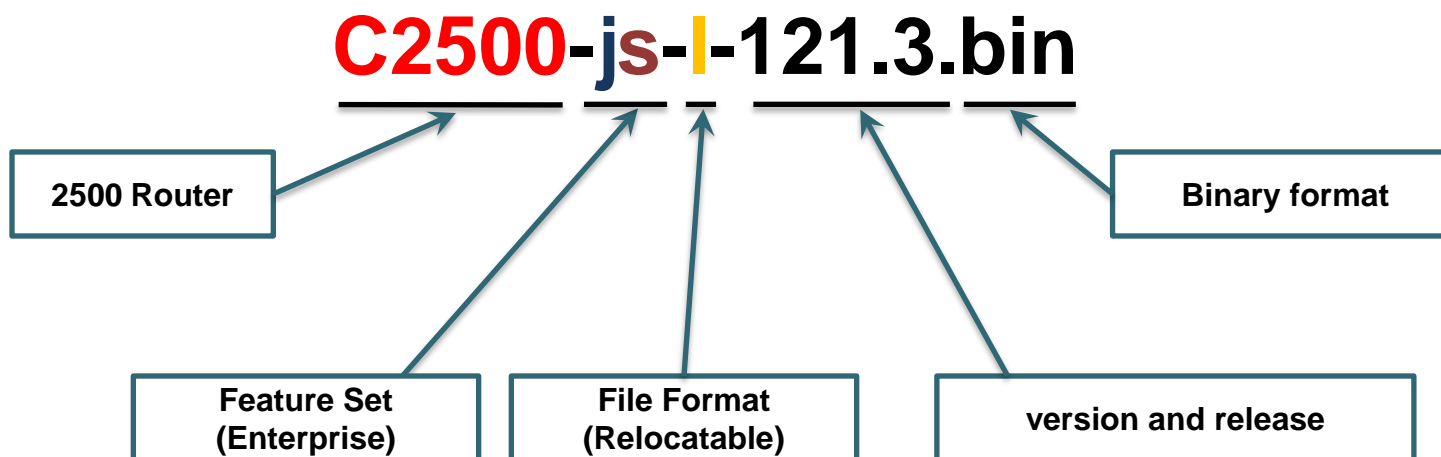 C2500-js-l-121.3.bin
2500 Router
Binary format
Feature Set
(Enterprise)
File Format
(Relocatable)
version and release